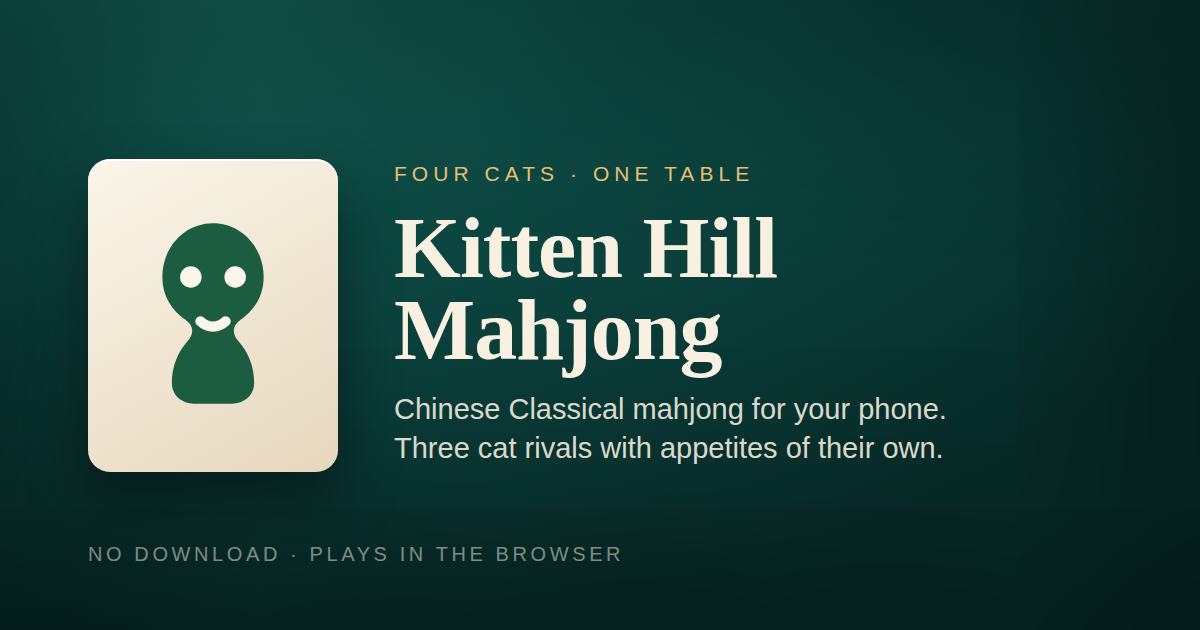 FOUR CATS · ONE TABLE
Kitten Hill
Mahjong
Chinese Classical mahjong for your phone.
Three cat rivals with appetites of their own.
NO DOWNLOAD · PLAYS IN THE BROWSER